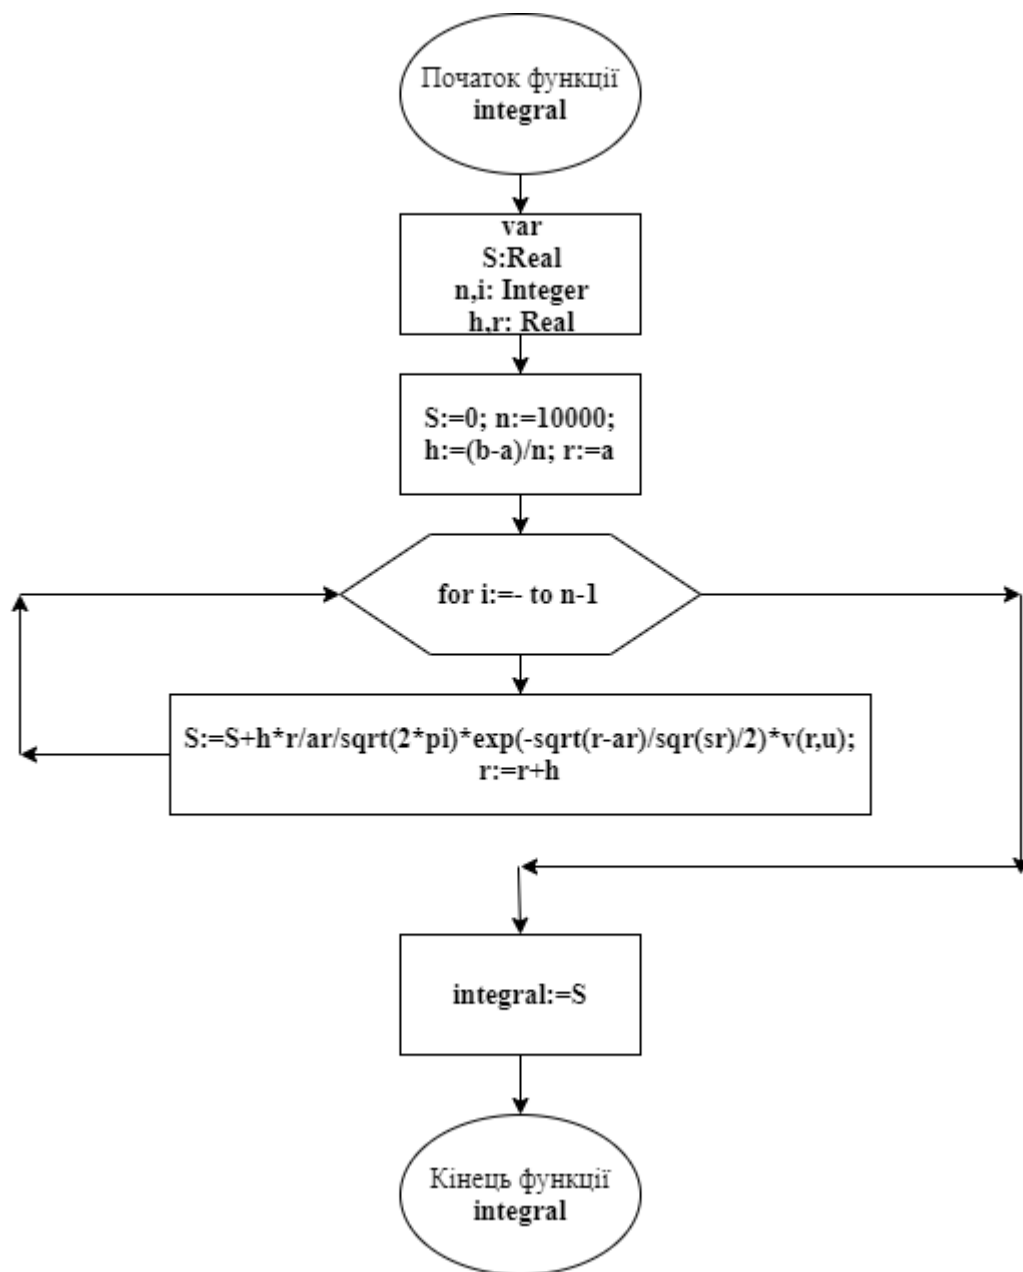 Початок функції
integral
var
S:Real
n,i: Integer
h,r: Real
S:=0; n:=10000;
h:=(b-a)/n; r:=a
for i:=- to n-1
S:=S+h*r/ar/sqrt(2*pi)*exp(-sqrt(r-ar)/sqr(sr)/2)*v(r,u);
r:=r+h
integral:=S
Кінець функції
integral